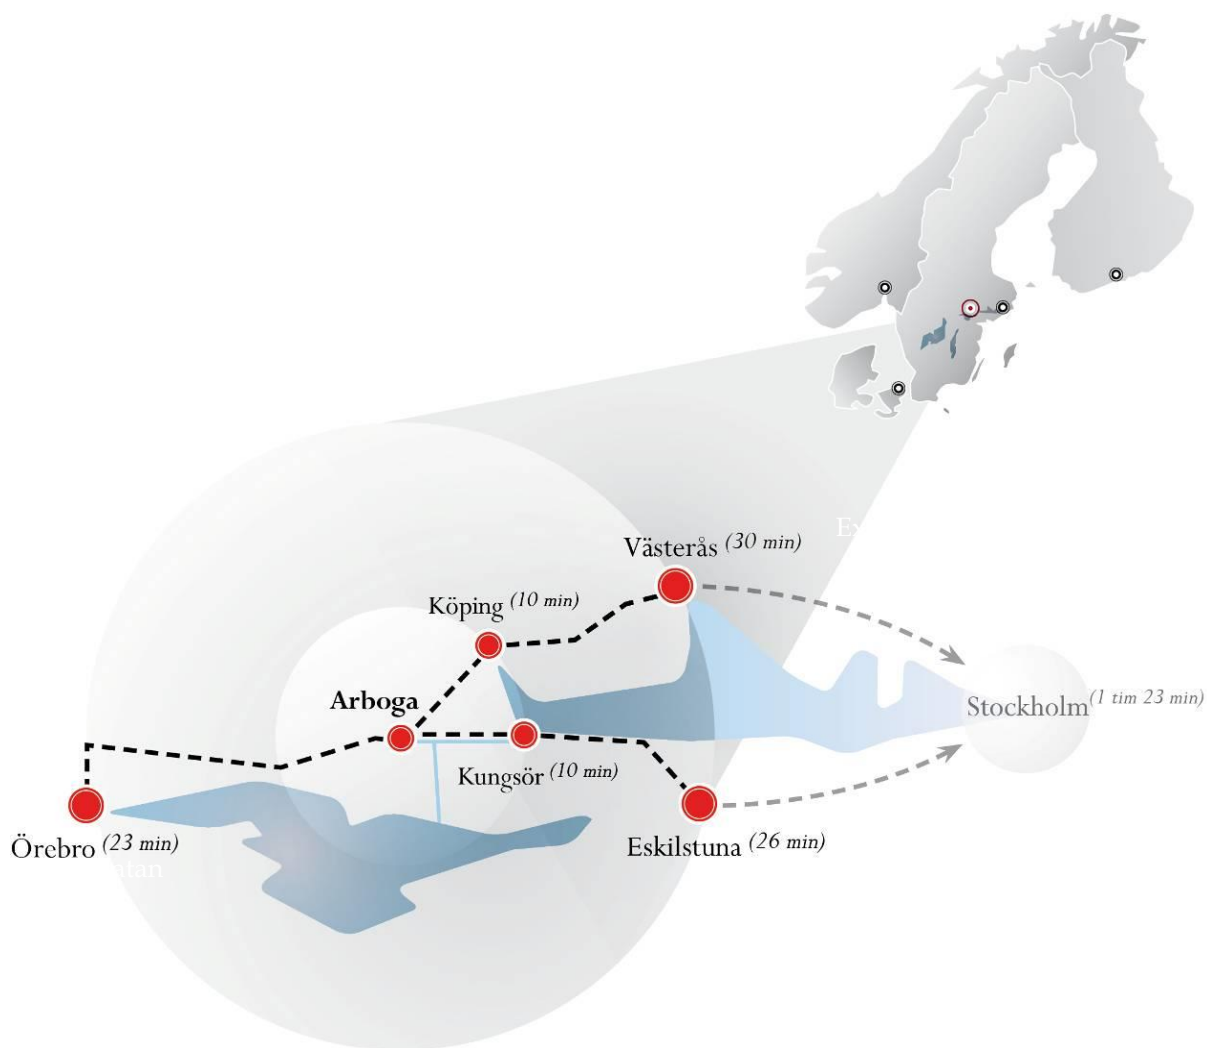 Västerås (30 min)
Köping (10 min)
Arboga
Stockholm (1 tim 23 min)
Kungsör (10 min)
Örebro (23 min)
Eskilstuna (26 min)